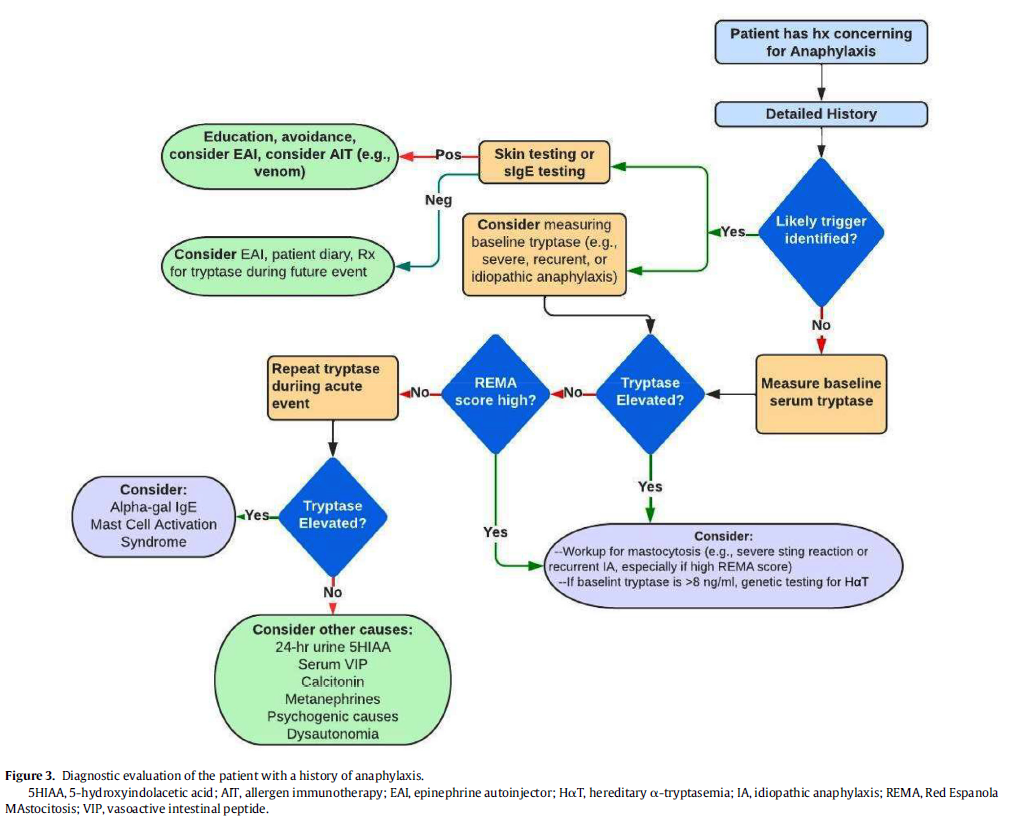 Patient has hx concerning
for Anaphylaxis
Detailed History
Likely trigger
identified?
Yes
No
Skin testing or
sIgE testing
Pos
Neg
Education, avoidance,
consider EAI, consider AIT (e.g.,
venom)
Consider EAI, patient diary, Rx
for tryptase during future event
Consider measuring
baseline tryptase (e.g.,
severe, recurent, or
idiopathic anaphylaxis)
Measure baseline
serum tryptase
Tryptase
Elevated?
No
Yes
REMA
score high?
No
Yes
Repeat tryptase
duriing acute
event
Tryptase
Elevated?
Yes
No
Consider:
Alpha-gal IgE
Mast Cell Activation
Syndrome
Consider:
--Workup for mastocytosis (e.g., severe sting reaction or
recurrent IA, especially if high REMA score)
--If baselint tryptase is >8 ng/ml, genetic testing for HαT
Consider other causes:
24-hr urine 5HIAA
Serum VIP
Calcitonin
Metanephrines
Psychogenic causes
Dysautonomia
Figure 3. Diagnostic evaluation of the patient with a history of anaphylaxis.
5HIAA, 5-hydroxyindolacetic acid; AIT, allergen immunotherapy; EAI, epinephrine autoinjector; HαT, hereditary α-tryptasemia; IA, idiopathic anaphylaxis; REMA, Red Espanola
MAstocitosis; VIP, vasoactive intestinal peptide.